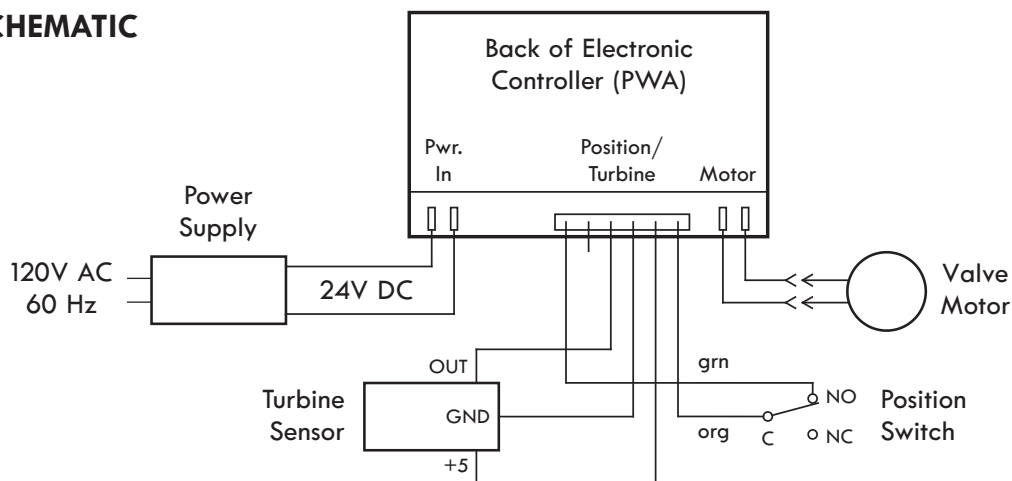 CHEMATIC
Back of Electronic
Controller (PWA)
Pwr.
In
Position/
Turbine
Motor
Power
Supply
120V AC
60 Hz
24V DC
Valve
Motor
OUT
GND
+5
Turbine
Sensor
grn
org
NO
C
NC
Position
Switch